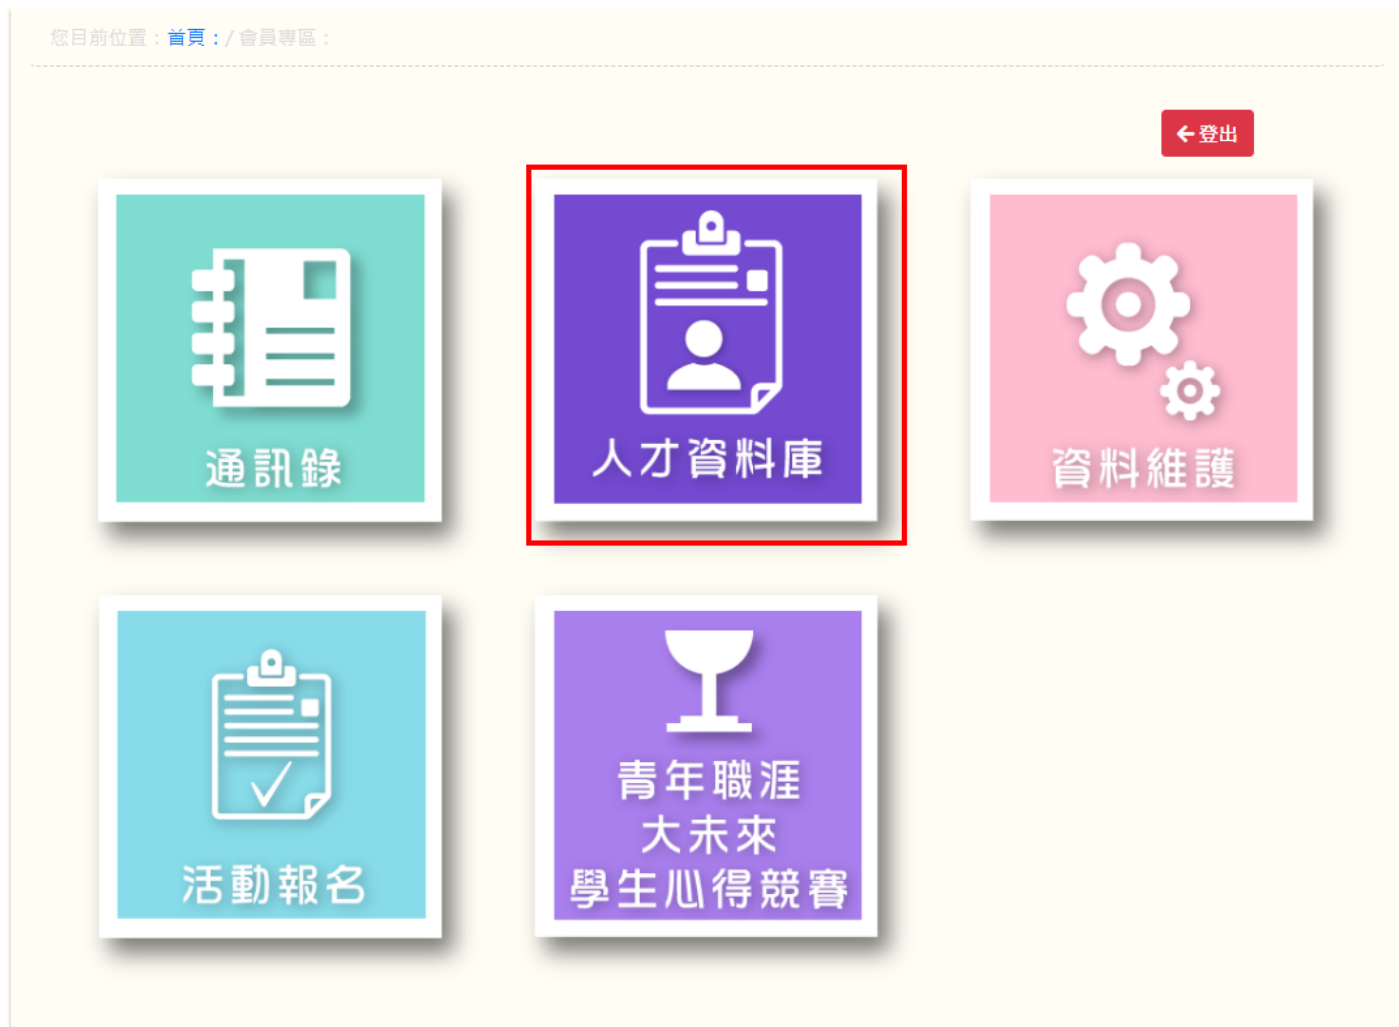 您目前位置：首頁：/ 會員專區：
登出
通訊錄
人才資料庫
資料維護
活動報名
青年職涯
大未來
學生心得競賽